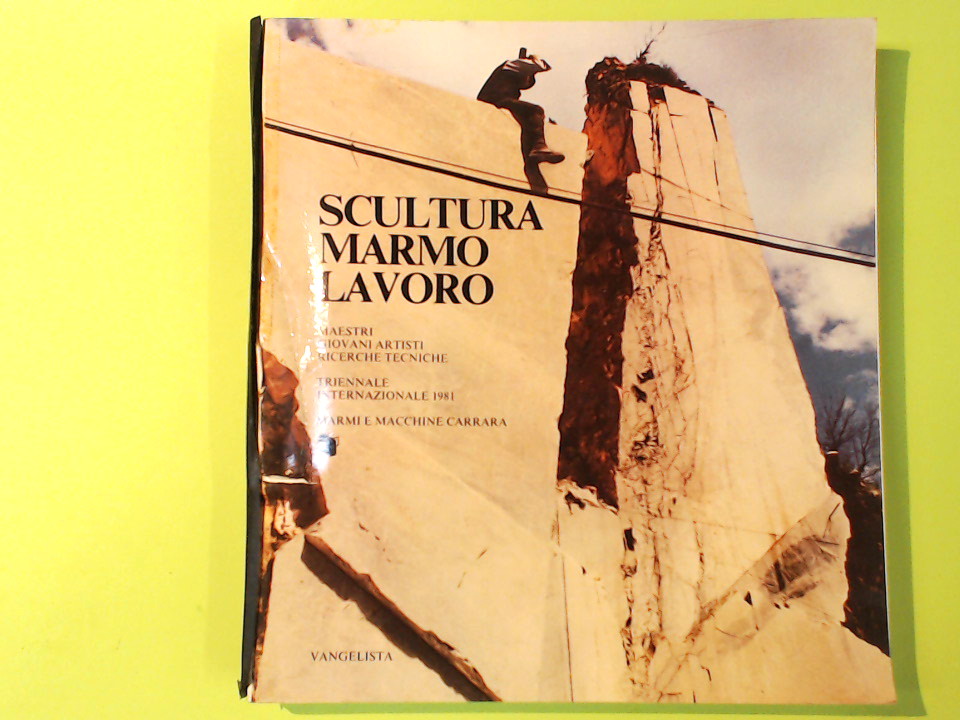 SCULTURA
MARMO
LAVORO
MAESTRI
GIOVANI ARTISTI
RICERCHE TECNICHE
TRIENNALE
INTERNAZIONALE 1981
MARMI E MACCHINE CARRARA
VANGELISTA